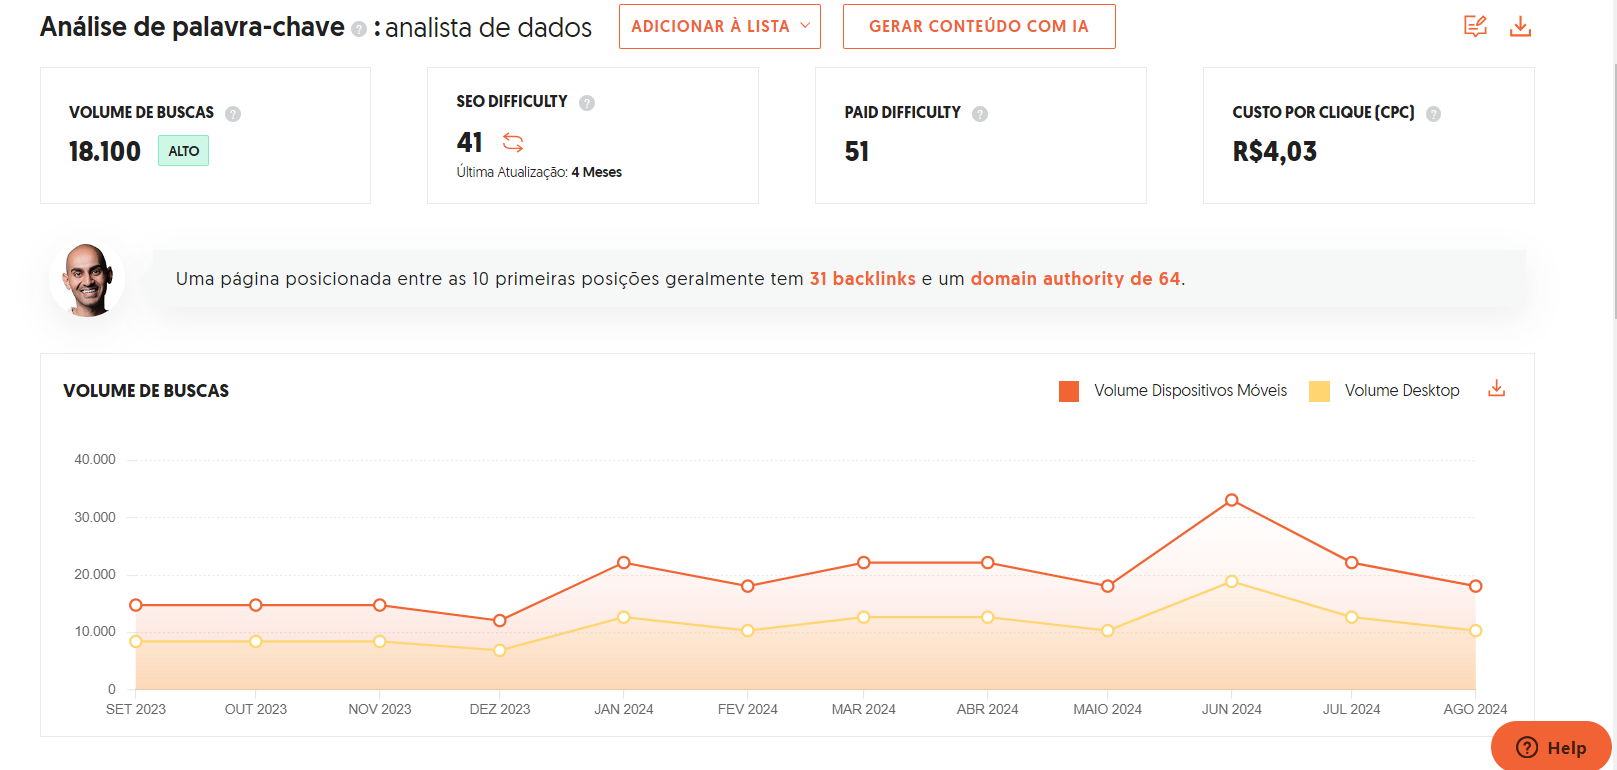 Análise de palavra-chave ? : analista de dados ADICIONAR À LISTA GERAR CONTEÚDO COM IA
VOLUME DE BUSCAS ?
18.100 ALTO
SEO DIFFICULTY ?
41
Última Atualização: 4 Meses
PAID DIFFICULTY ?
51
CUSTO POR CLIQUE (CPC) ?
R$4,03
Uma página posicionada entre as 10 primeiras posições geralmente tem 31 backlinks e um domain authority de 64.
VOLUME DE BUSCAS
Volume Dispositivos Móveis Volume Desktop
40.000
30.000
20.000
10.000
0
SET 2023 OUT 2023 NOV 2023 DEZ 2023 JAN 2024 FEV 2024 MAR 2024 ABR 2024 MAIO 2024 JUN 2024 JUL 2024 AGO 2024
? Help